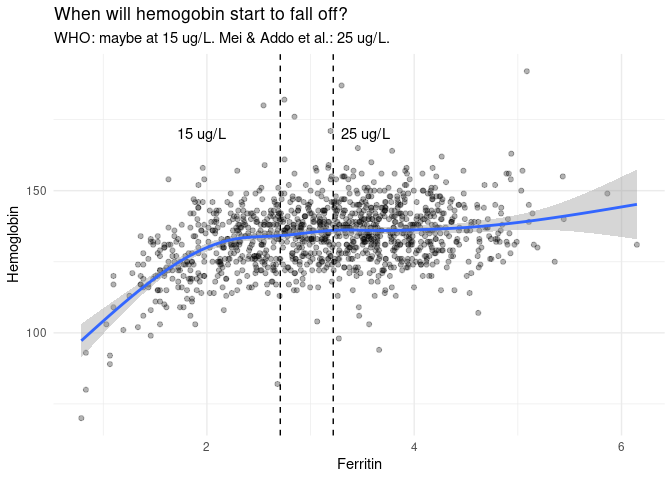 When will hemogobin start to fall off?
WHO: maybe at 15 ug/L. Mei & Addo et al.: 25 ug/L.
15 ug/L
25 ug/L
150
100
Hemoglobin
2
4
6
Ferritin